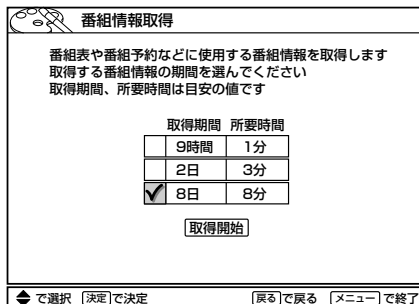 番組情報取得
番組表や番組予約などに使用する番組情報を取得します
取得する番組情報の期間を選んでください
取得期間、所要時間は目安の値です
取得期間 所要時間
9時間 1分
2日 3分
8日 8分
取得開始
で選択 決定 で決定 戻る で戻る メニュー で終了